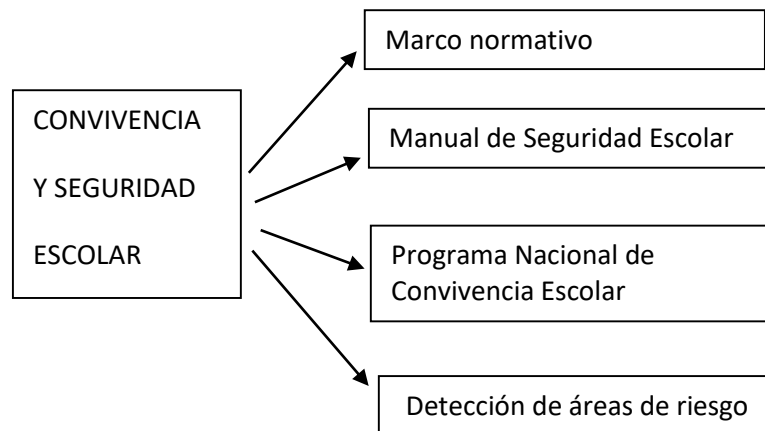 CONVIVENCIA
Y SEGURIDAD
ESCOLAR
Marco normativo
Manual de Seguridad Escolar
Programa Nacional de
Convivencia Escolar
Detección de áreas de riesgo